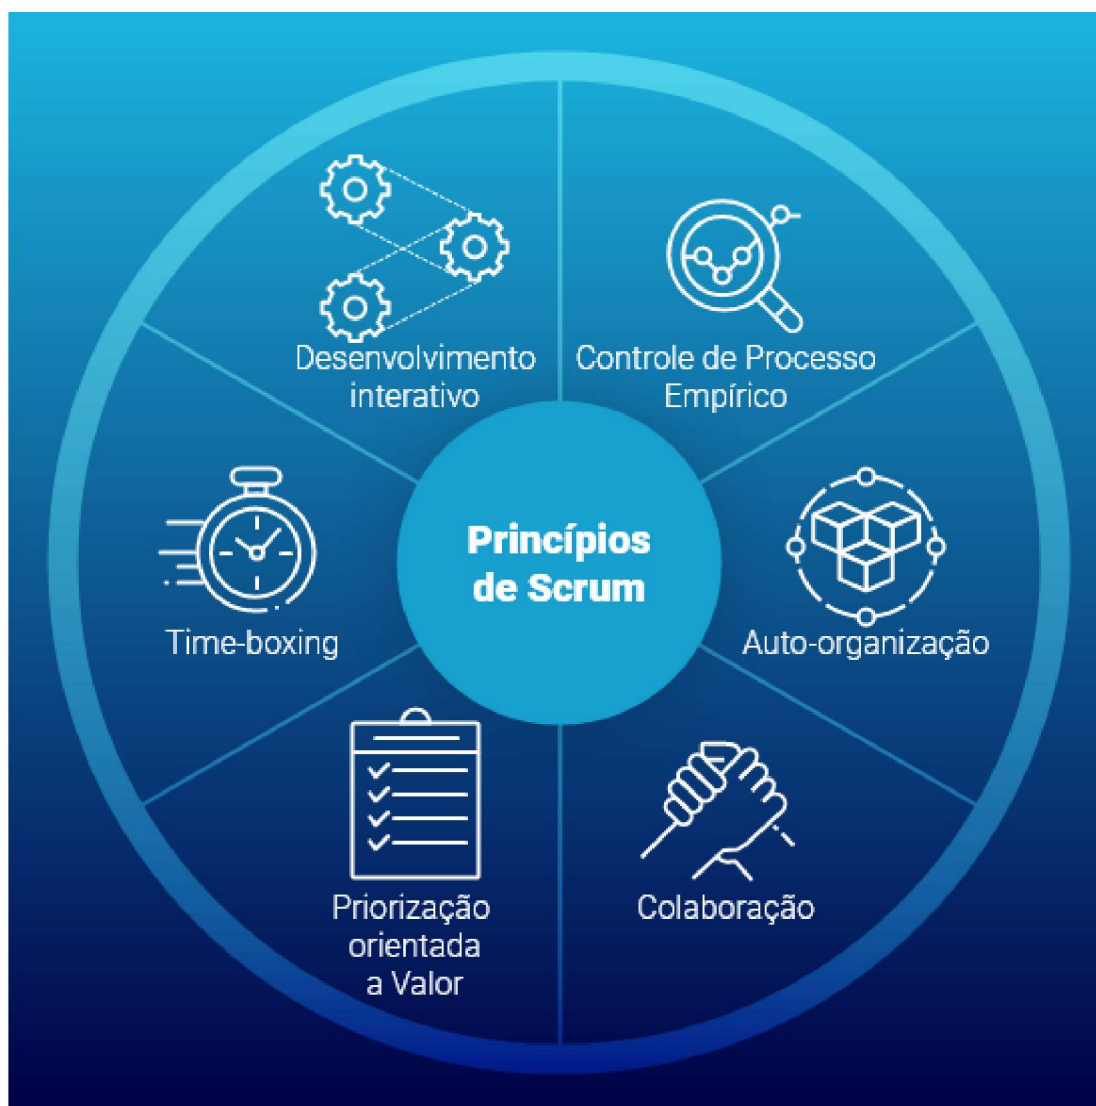 Desenvolvimento
interativo
Controle de Processo
Empírico
Time-boxing
Princípios
de Scrum
Auto-organização
Priorização
orientada
a Valor
Colaboração